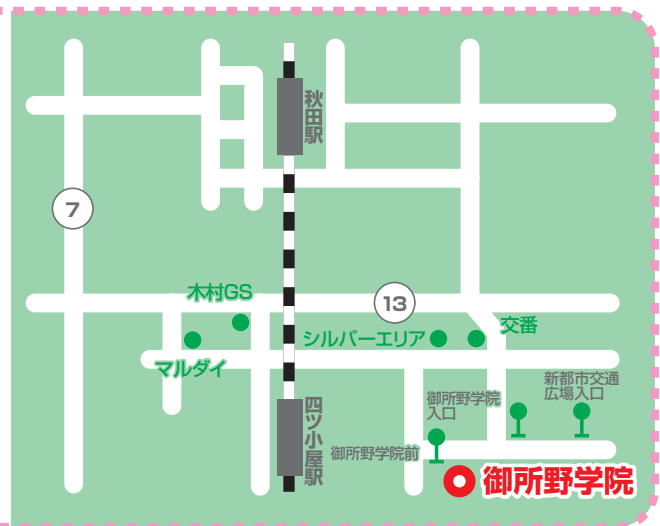 秋田駅
7
木村GS
13
シルバーエリア
交番
マルダイ
新都市交通
広場入口
御所野学院
入口
四ツ小屋駅
御所野学院前
御所野学院